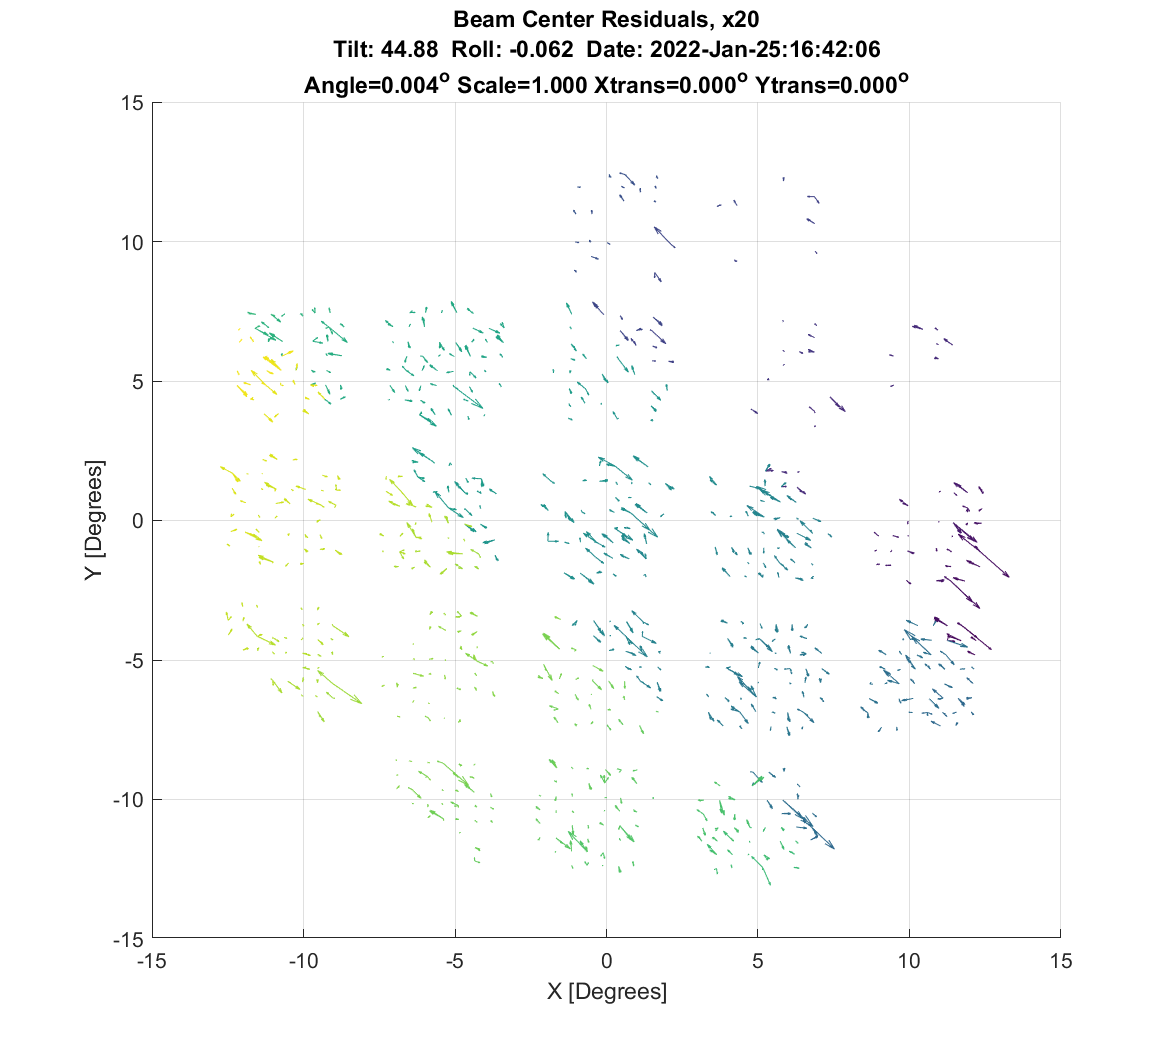 Beam Center Residuals, x20
Tilt: 44.88 Roll: -0.062 Date: 2022-Jan-25:16:42:06
Angle=0.004° Scale=1.000 Xtrans=0.000° Ytrans=0.000°
15
10
5
0
-5
-10
-15
Y [Degrees]
-15 -10 -5 0 5 10 15
X [Degrees]